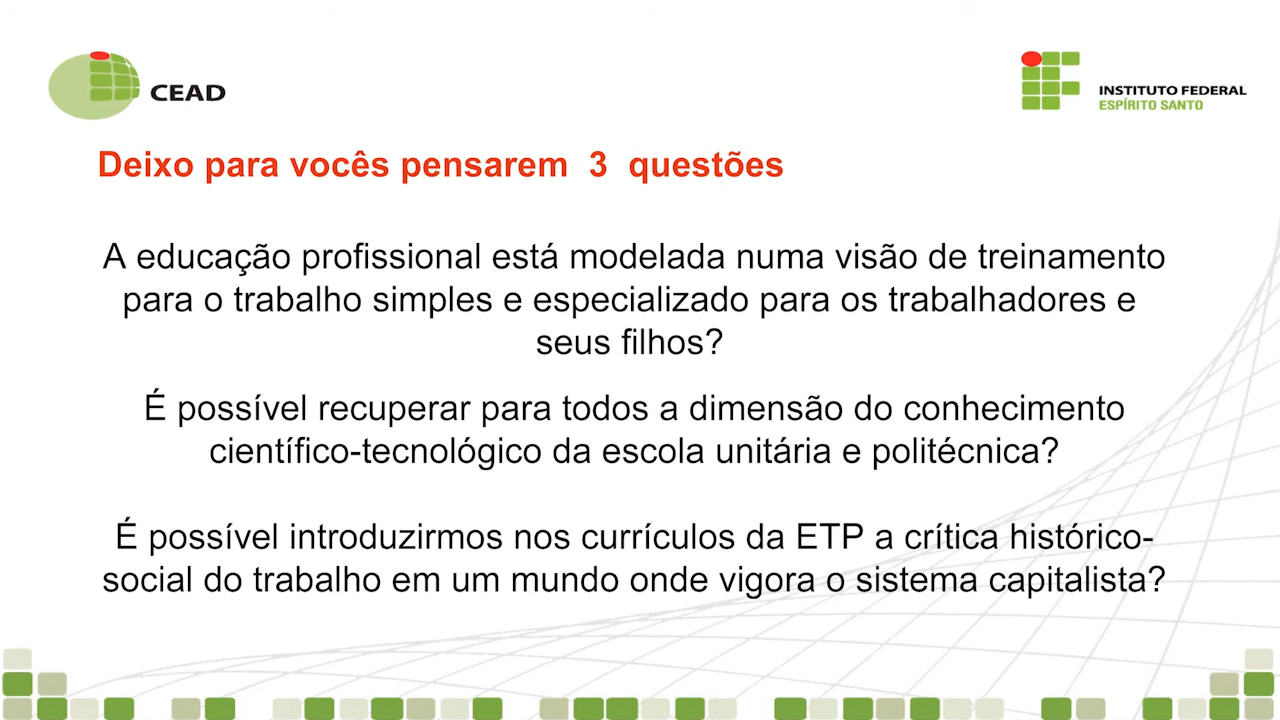 CEAD
INSTITUTO FEDERAL
ESPÍRITO SANTO
Deixo para vocês pensarem 3 questões
A educação profissional está modelada numa visão de treinamento
para o trabalho simples e especializado para os trabalhadores e
seus filhos?
É possível recuperar para todos a dimensão do conhecimento
científico-tecnológico da escola unitária e politécnica?
É possível introduzirmos nos currículos da ETP a crítica histórico-
social do trabalho em um mundo onde vigora o sistema capitalista?